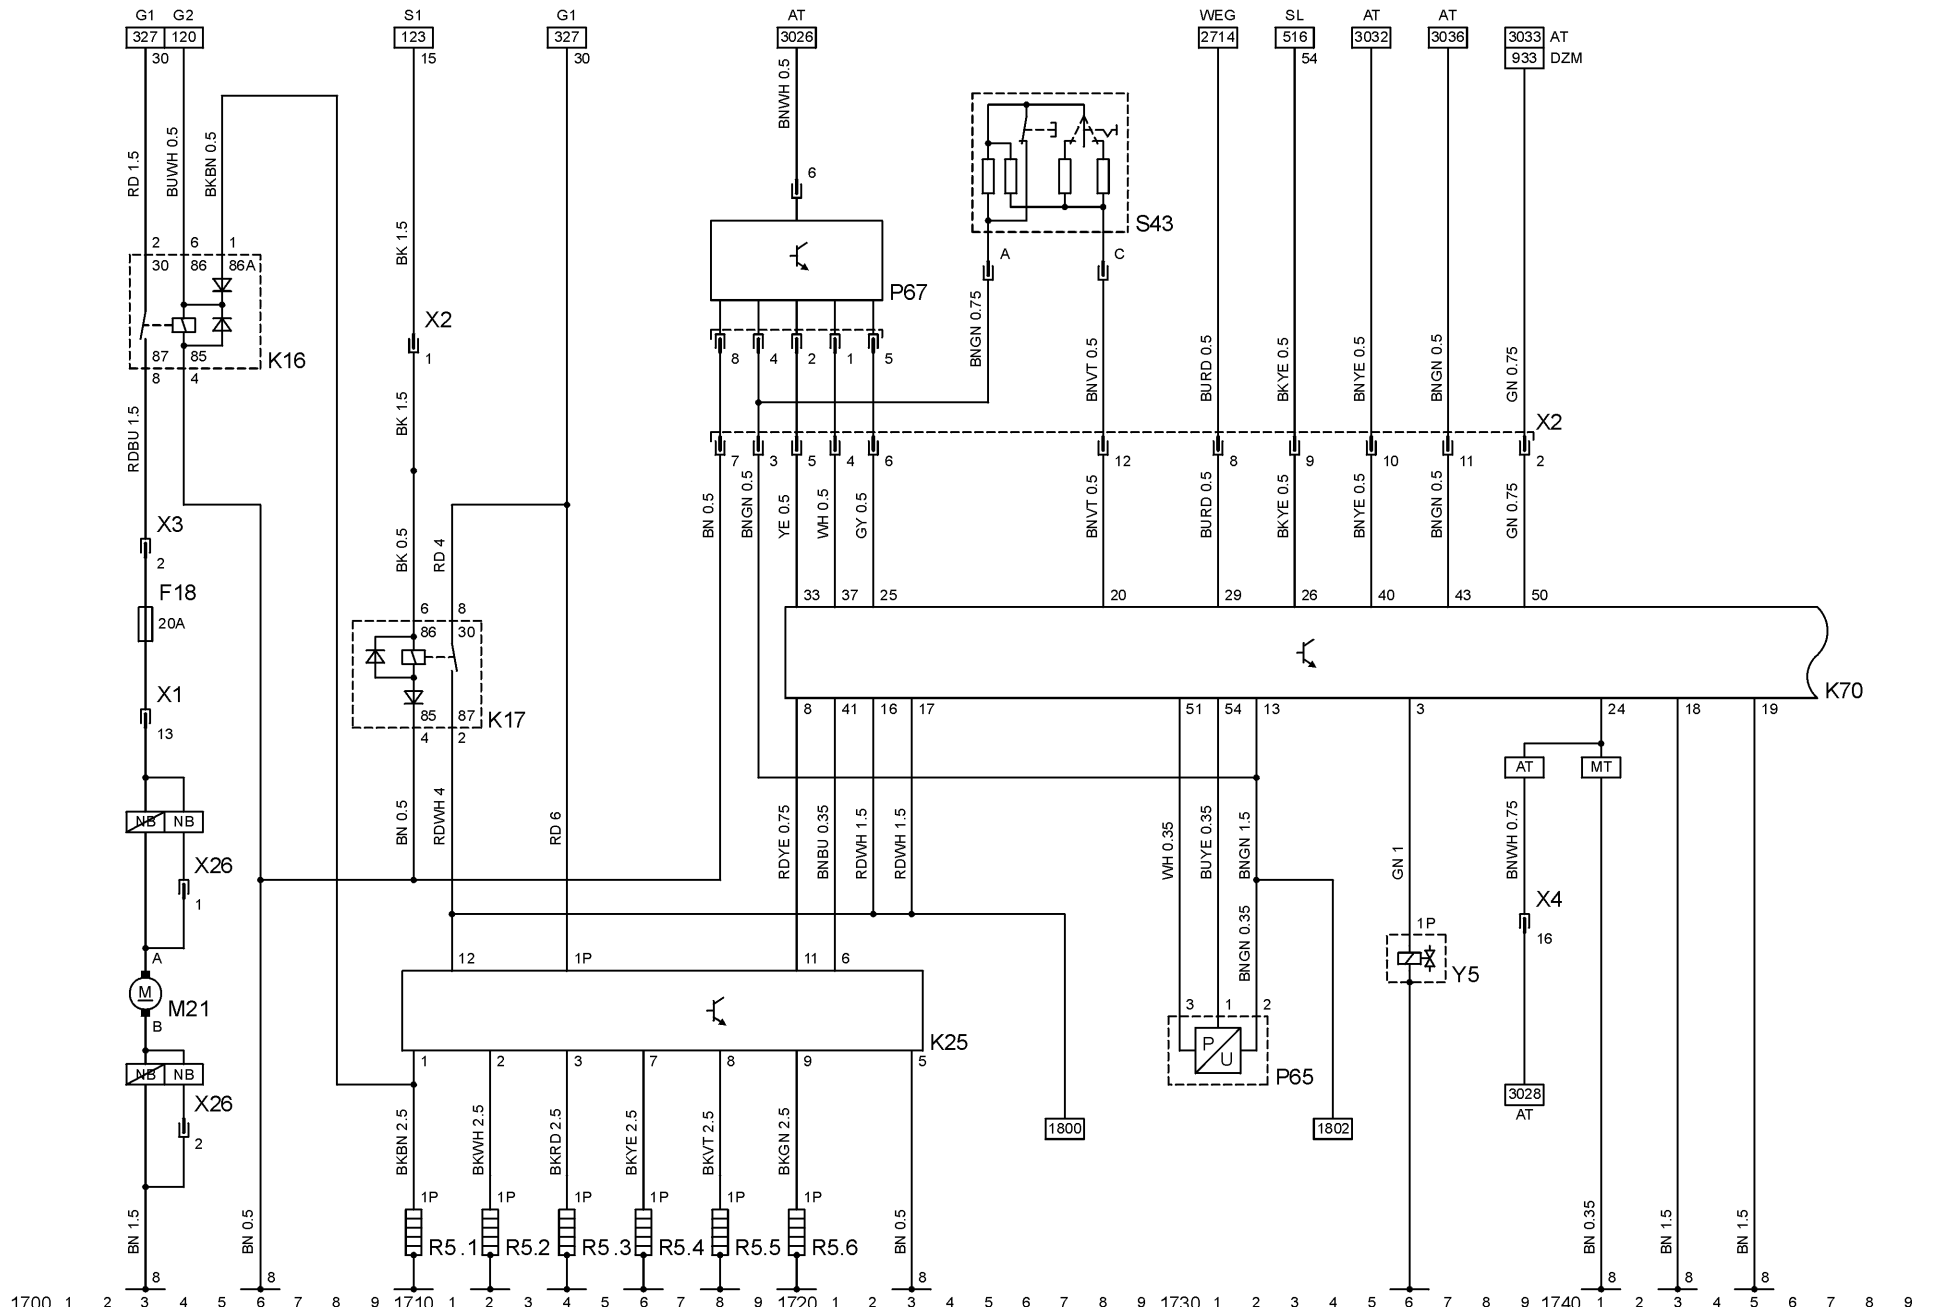 G1 G2 S1 G1 AT WEG SL AT AT
327 120 123 327 3026 2714 516 3032 3036 3033 AT
30 15 30 54 933 DZM
RD 1.5 BUWH 0.5 BKBN 0.5 BNWH 0.5
6
S43
2 6 1 BK 1.5 A C
30 86 86A
P67
X2
87 85 K16 1 8 4 2 1 5 BNGN 0.75 BNVT 0.5 BURD 0.5 BKYE 0.5 BNYE 0.5 BNGN 0.5 GN 0.75
8 4
RDBU 1.5 BK 1.5 X2
7 3 5 4 6 12 8 9 10 11 2
X3 BK 0.5 RD 4 BN 0.5 BNGN 0.5 YE 0.5 WH 0.5 GY 0.5 BNVT 0.5 BURD 0.5 BKYE 0.5 BNYE 0.5 BNGN 0.5 GN 0.75
2
F18 33 37 25 20 29 26 40 43 50
20A 6 8
86 30
X1 K70
13 85 87 K17 8 41 16 17 51 54 13 3 24 18 19
4 2
AT MT
NB NB BN 0.5 RDWH 4 RD 6 RDYE 0.75 BNBU 0.35 RDWH 1.5 RDWH 1.5 WH 0.35 BUYE 0.35 BNGN 1.5 GN 1 BNWH 0.75
X26
1 X4
16
BNGN 0.35 1P
A 12 1P 11 6 Y5
M M21 3 1 2
B K25 P U
NB NB 1 2 3 7 8 9 5 P65
X26 3028
AT
2 1800 1802
BKBN 2.5 BKWH 2.5 BKRD 2.5 BKYE 2.5 BKVT 2.5 BKGN 2.5
1P 1P 1P 1P 1P 1P
BN 1.5 BN 0.5 R5.1 R5.2 R5.3 R5.4 R5.5 R5.6 BN 0.5 BN 0.35 BN 1.5 BN 1.5
8 8 8 8 8 8
1700 1 2 3 4 5 6 7 8 9 1710 1 2 3 4 5 6 7 8 9 1720 1 2 3 4 5 6 7 8 9 1730 1 2 3 4 5 6 7 8 9 1740 1 2 3 4 5 6 7 8 9